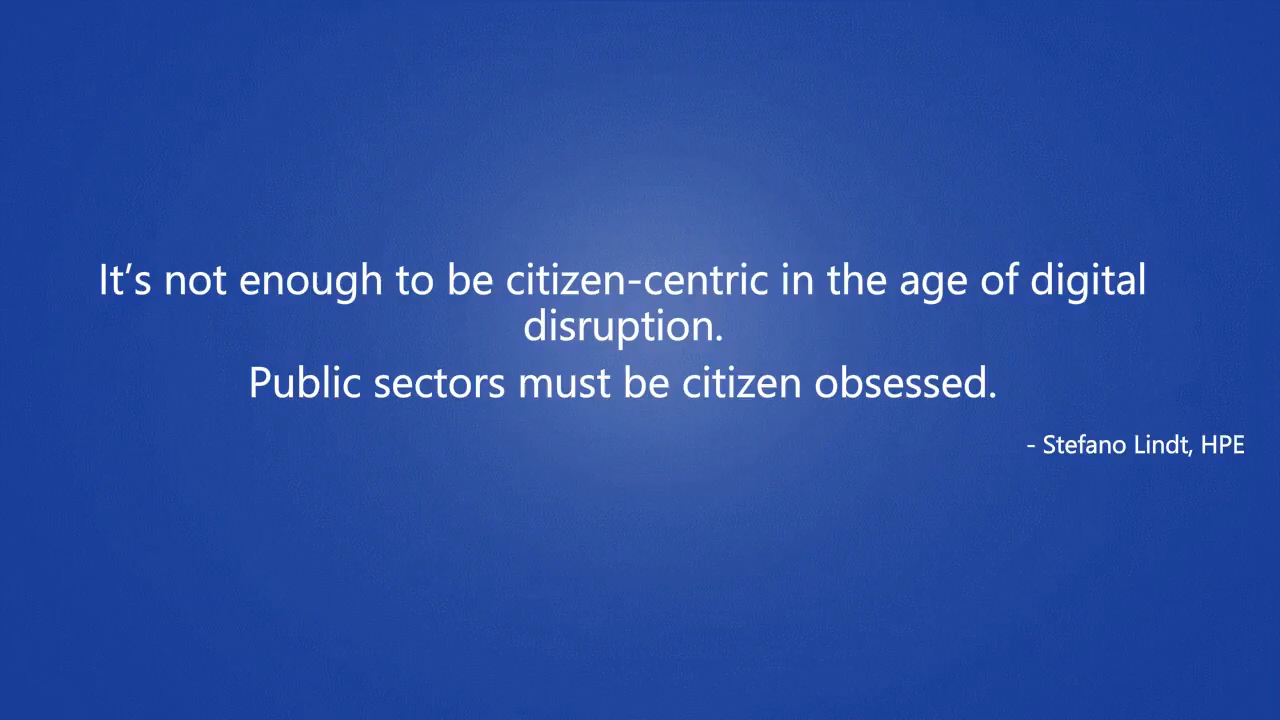 It’s not enough to be citizen-centric in the age of digital
disruption.
Public sectors must be citizen obsessed.
- Stefano Lindt, HPE